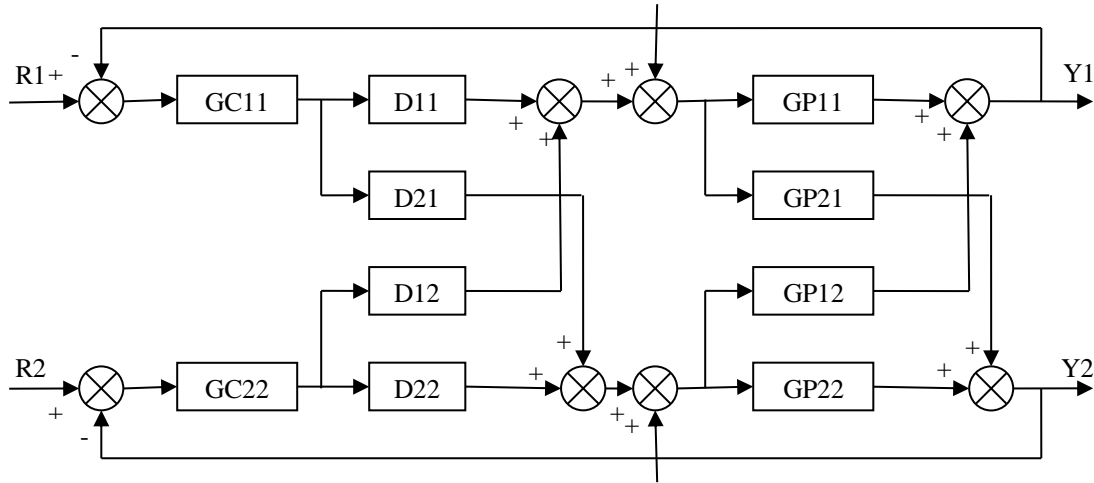 -
+
R1 +
+
Y1
GC11
D11
GP11
+
+
+
+
D21
GP21
D12
GP12
R2
+
+
Y2
GC22
D22
+
GP22
+
+
-
+ +